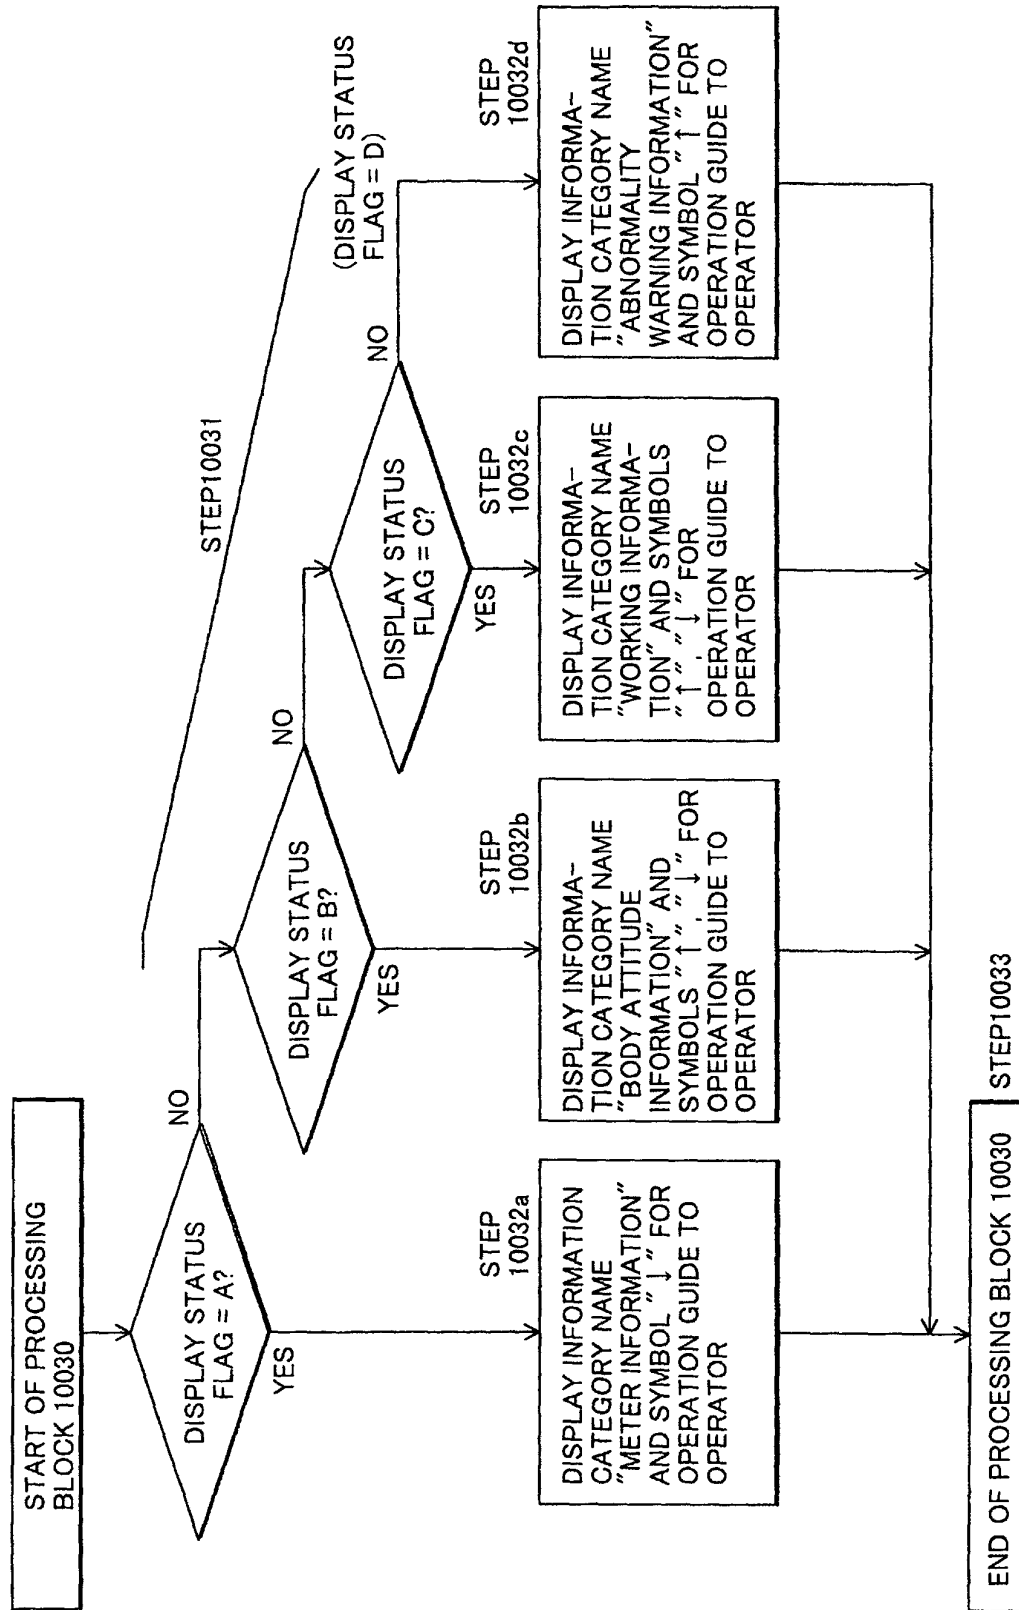 START OF PROCESSING
BLOCK 10030
STEP10031
DISPLAY STATUS
FLAG = A?
NO
YES
DISPLAY STATUS
FLAG = B?
NO
YES
DISPLAY STATUS
FLAG = C?
NO
YES
(DISPLAY STATUS
FLAG = D)
STEP
10032a
DISPLAY INFORMATION
CATEGORY NAME
"METER INFORMATION"
AND SYMBOL "↓" FOR
OPERATION GUIDE TO
OPERATOR
STEP
10032b
DISPLAY INFORMA-
TION CATEGORY NAME
"BODY ATTITUDE
INFORMATION" AND
SYMBOLS "↑", "↓" FOR
OPERATION GUIDE TO
OPERATOR
STEP
10032c
DISPLAY INFORMA-
TION CATEGORY NAME
"WORKING INFORMA-
TION" AND SYMBOLS
"↑", "↓" FOR
OPERATION GUIDE TO
OPERATOR
STEP
10032d
DISPLAY INFORMA-
TION CATEGORY NAME
"ABNORMALITY
WARNING INFORMATION"
AND SYMBOL "↑" FOR
OPERATION GUIDE TO
OPERATOR
END OF PROCESSING BLOCK 10030
STEP10033